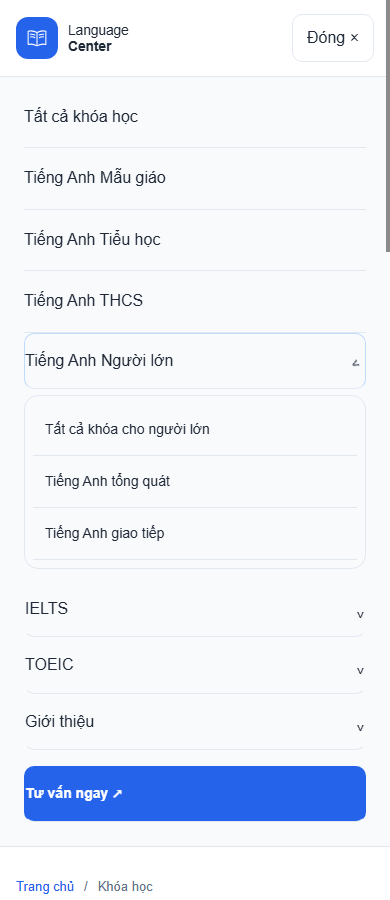 Language
Center
Đóng ×
Tất cả khóa học
Tiếng Anh Mẫu giáo
Tiếng Anh Tiểu học
Tiếng Anh THCS
Tiếng Anh Người lớn
Tất cả khóa cho người lớn
Tiếng Anh tổng quát
Tiếng Anh giao tiếp
IELTS v
TOEIC v
Giới thiệu v
Tư vấn ngay ↗
Trang chủ / Khóa học